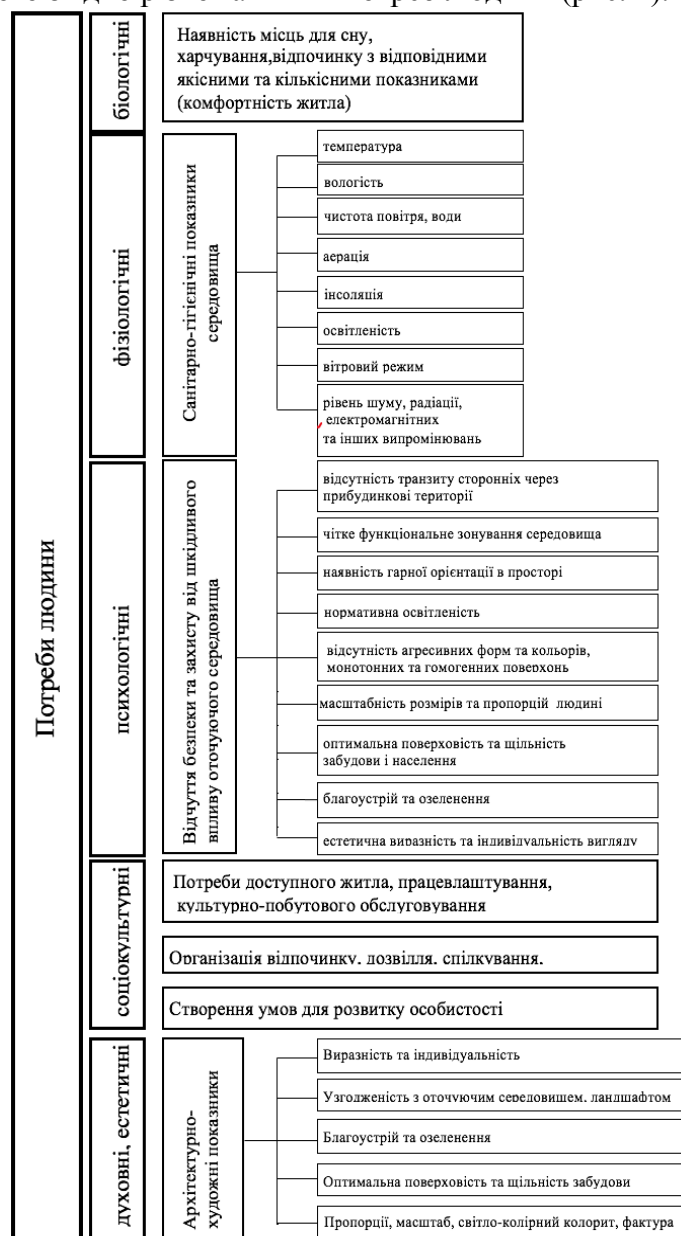 Потреби людини
біологічні
Наявність місць для сну,
харчування,відпочинку з відповідними
якісними та кількісними показниками
(комфортність житла)
фізіологічні
Санітарно-гігієнічні показники
середовища
температура
вологість
чистота повітря, води
аерація
інсоляція
освітленість
вітровий режим
рівень шуму, радіації,
електромагнітних
та інших випромінювань
психологічні
Відчуття безпеки та захисту від шкідливого
впливу оточуючого середовища
відсутність транзиту сторонніх через
прибудинкові території
чітке функціональне зонування середовища
наявність гарної орієнтації в просторі
нормативна освітленість
відсутність агресивних форм та кольорів,
монотонних та гомогенних поверхонь
масштабність розмірів та пропорцій людині
оптимальна поверховість та щільність
забудови і населення
благоустрій та озеленення
естетична виразність та індивідуальність вигляду
соціокультурні
Потреби доступного житла, працевлаштування,
культурно-побутового обслуговування
Організація відпочинку, дозвілля, спілкування.
Створення умов для розвитку особистості
духовні, естетичні
Архітектурно-
художні показники
Виразність та індивідуальність
Узгодженість з оточуючим середовищем, ландшафтом
Благоустрій та озеленення
Оптимальна поверховість та щільність забудови
Пропорції, масштаб, світло-колірний колорит, фактура